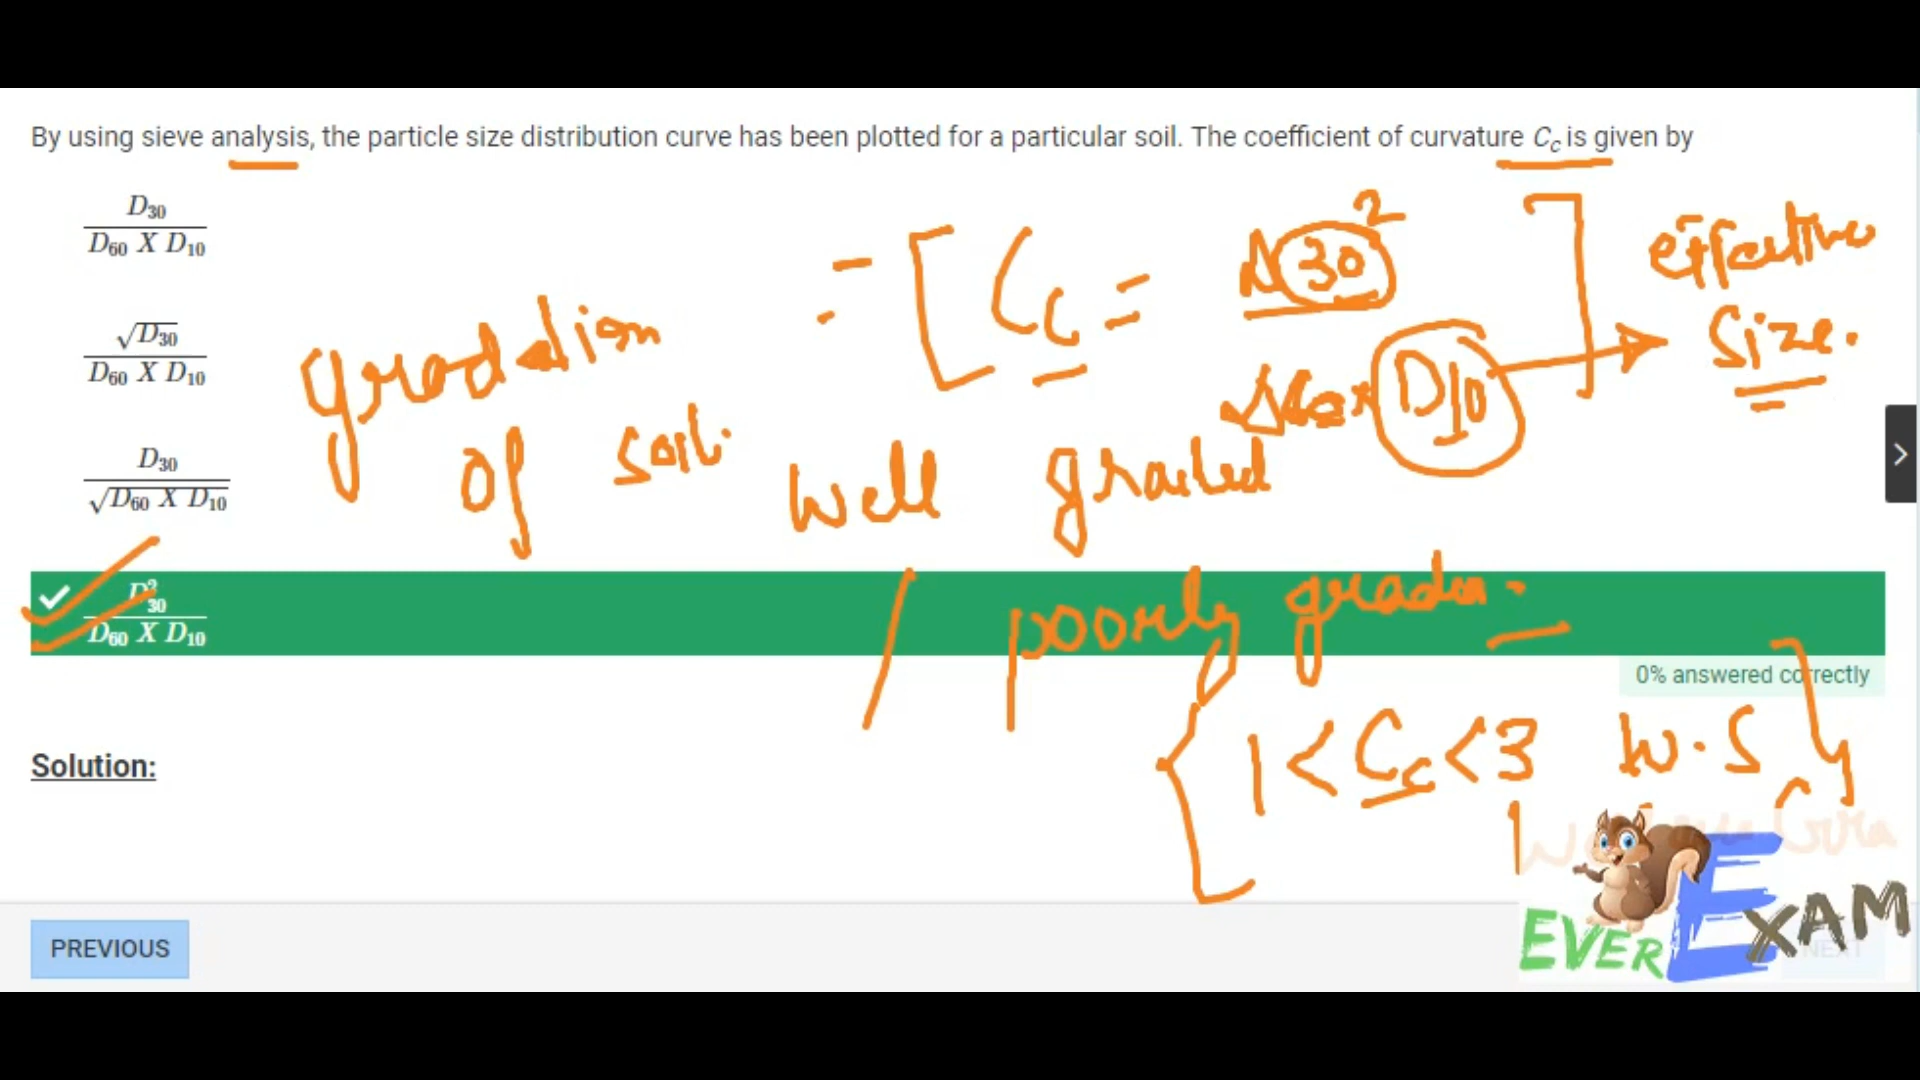 By using sieve analysis, the particle size distribution curve has been plotted for a particular soil. The coefficient of curvature Cc is given by
D30
D60 X D10
√D30
D60 X D10
D30
√D60 X D10
D²30
D60 X D10
Cc = D30²
D60 × D10
effective
size.
gradation
of soil.
well graded
/ poorly graded.
0% answered correctly
1 < Cc < 3 W.S
Solution:
PREVIOUS
EVER EXAM
NEXT